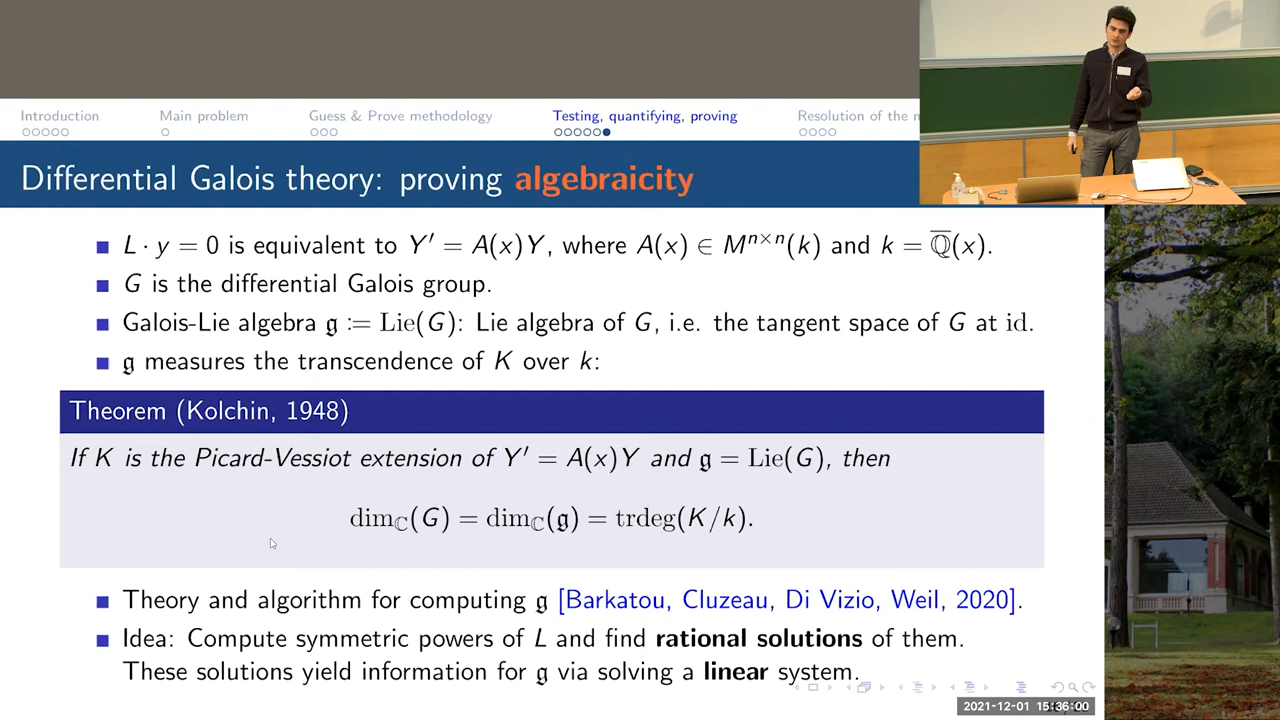 Introduction
Main problem
Guess & Prove methodology
Testing, quantifying, proving
Resolution of the
Differential Galois theory: proving algebraicity
L · y = 0 is equivalent to Y′ = A(x)Y, where A(x) ∈ Mⁿˣⁿ(k) and k = ℚ̅(x).
G is the differential Galois group.
Galois-Lie algebra 𝔤 := Lie(G): Lie algebra of G, i.e. the tangent space of G at id.
𝔤 measures the transcendence of K over k:
Theorem (Kolchin, 1948)
If K is the Picard-Vessiot extension of Y′ = A(x)Y and 𝔤 = Lie(G), then
dim_ℂ(G) = dim_ℂ(𝔤) = trdeg(K/k).
Theory and algorithm for computing 𝔤 [Barkatou, Cluzeau, Di Vizio, Weil, 2020].
Idea: Compute symmetric powers of L and find rational solutions of them.
These solutions yield information for 𝔤 via solving a linear system.
2021-12-01 15:36:00